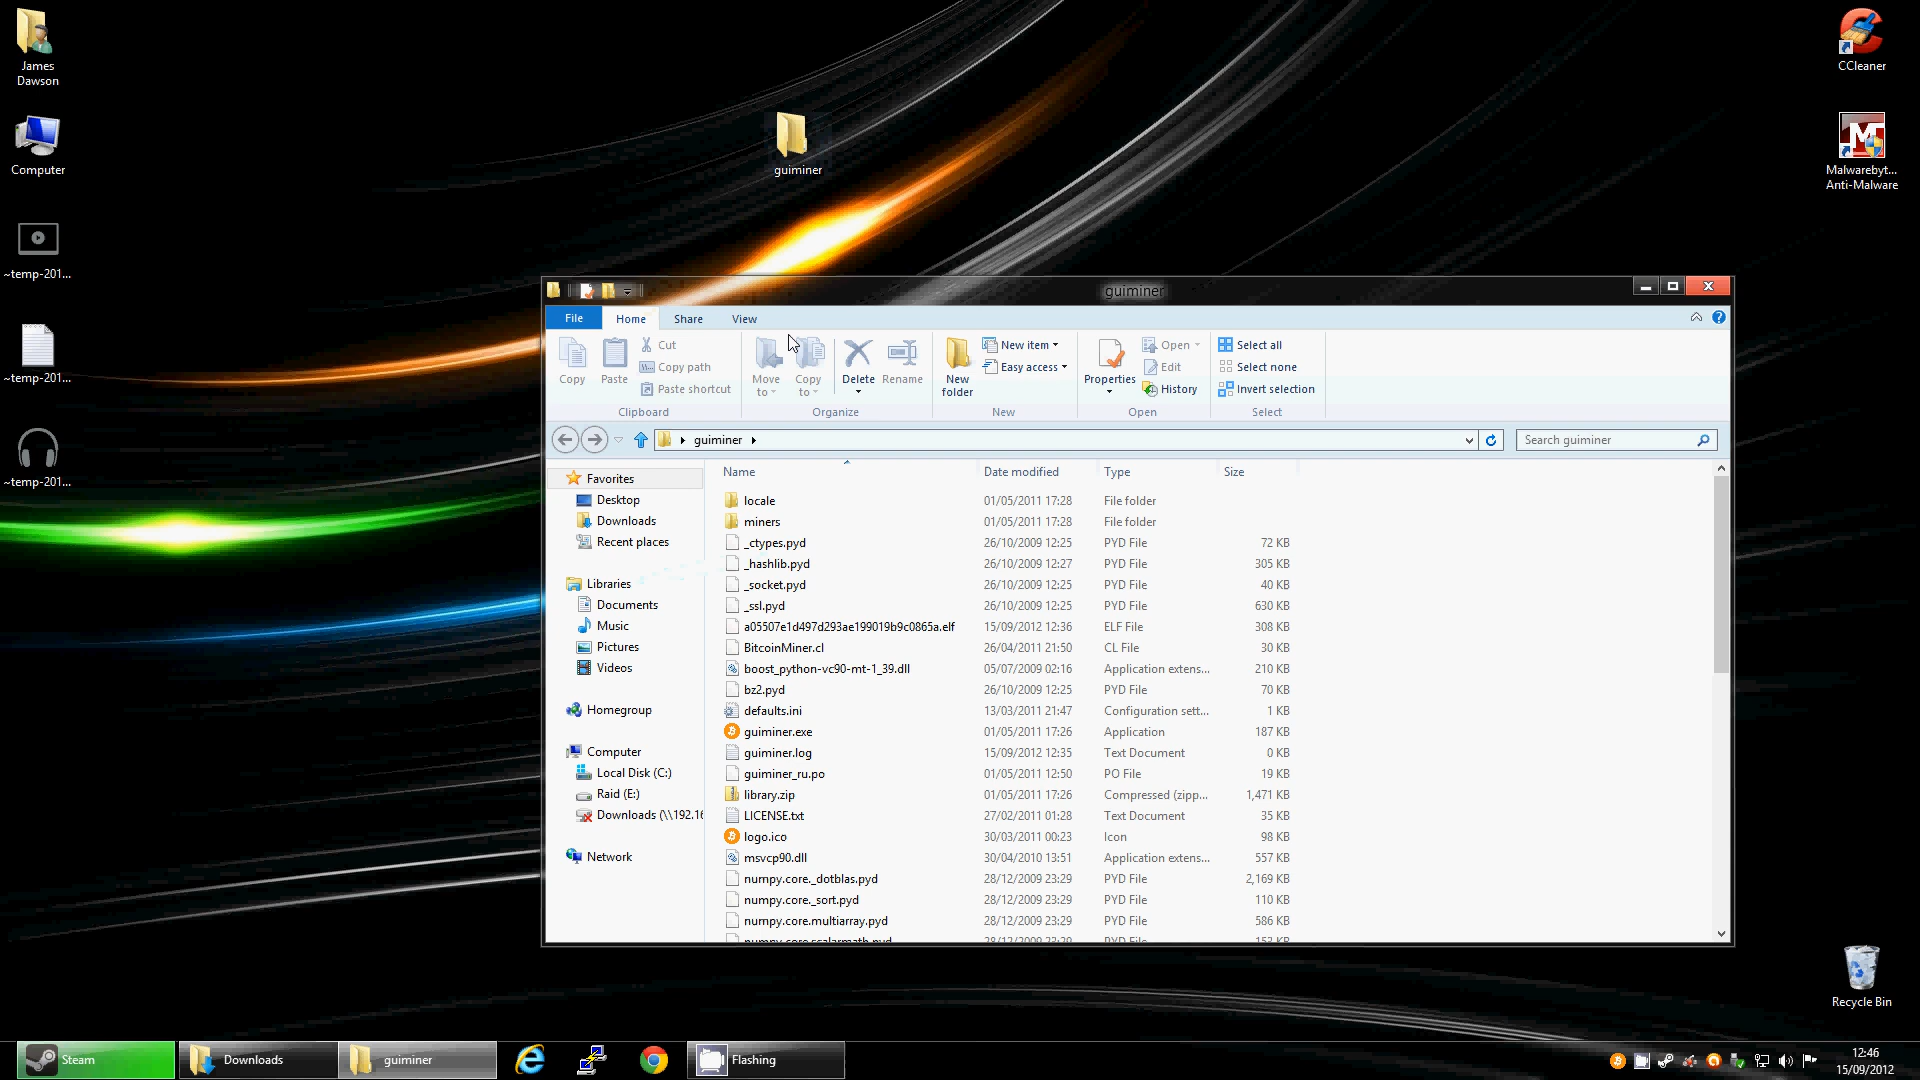 James
Dawson
Computer
~temp-201...
~temp-201...
~temp-201...
guiminer
CCleaner
Malwarebyt...
Anti-Malware
Recycle Bin
guiminer
File Home Share View
Copy
Paste
Cut
Copy path
Paste shortcut
Clipboard
Move
to
Copy
to
Delete
Rename
Organize
New
folder
New item
Easy access
New
Properties
Open
Edit
History
Open
Select all
Select none
Invert selection
Select
guiminer
Search guiminer
Favorites
Desktop
Downloads
Recent places
Libraries
Documents
Music
Pictures
Videos
Homegroup
Computer
Local Disk (C:)
Raid (E:)
Downloads (\\192.16
Network
Name Date modified Type Size
locale 01/05/2011 17:28 File folder
miners 01/05/2011 17:28 File folder
_ctypes.pyd 26/10/2009 12:25 PYD File 72 KB
_hashlib.pyd 26/10/2009 12:27 PYD File 305 KB
_socket.pyd 26/10/2009 12:25 PYD File 40 KB
_ssl.pyd 26/10/2009 12:25 PYD File 630 KB
a05507e1d497d293ae199019b9c0865a.elf 15/09/2012 12:36 ELF File 308 KB
BitcoinMiner.cl 26/04/2011 21:50 CL File 30 KB
boost_python-vc90-mt-1_39.dll 05/07/2009 02:16 Application extens... 210 KB
bz2.pyd 26/10/2009 12:25 PYD File 70 KB
defaults.ini 13/03/2011 21:47 Configuration sett... 1 KB
guiminer.exe 01/05/2011 17:26 Application 187 KB
guiminer.log 15/09/2012 12:35 Text Document 0 KB
guiminer_ru.po 01/05/2011 12:50 PO File 19 KB
library.zip 01/05/2011 17:26 Compressed (zipp... 1,471 KB
LICENSE.txt 27/02/2011 01:28 Text Document 35 KB
logo.ico 30/03/2011 00:23 Icon 98 KB
msvcp90.dll 30/04/2010 13:51 Application extens... 557 KB
numpy.core._dotblas.pyd 28/12/2009 23:29 PYD File 2,169 KB
numpy.core._sort.pyd 28/12/2009 23:29 PYD File 110 KB
numpy.core.multiarray.pyd 28/12/2009 23:29 PYD File 586 KB
numpy.core.scalarmath.pyd 28/12/2009 23:29 PYD File 153 KB
Steam
Downloads
guiminer
Flashing
12:46
15/09/2012